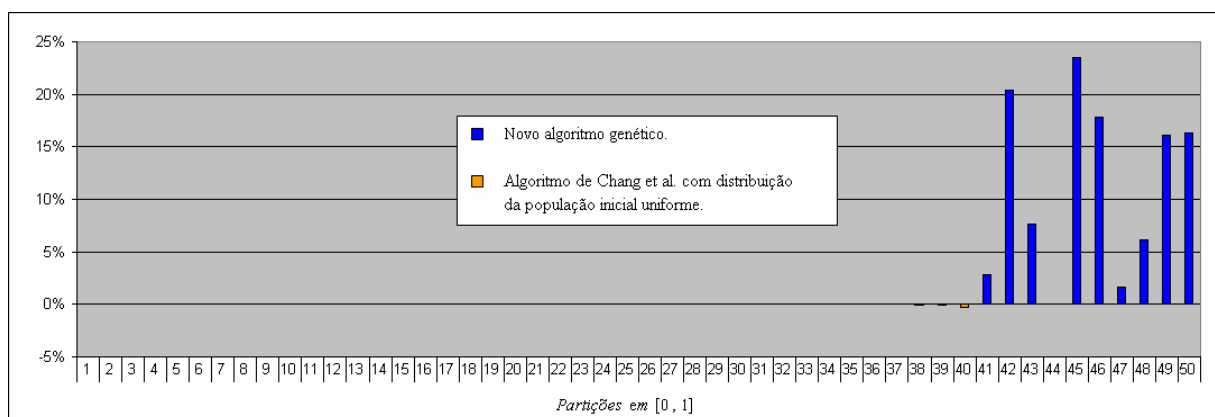 25%
20%
15%
10%
5%
0%
-5%
Novo algoritmo genético.
Algoritmo de Chang et al. com distribuição
da população inicial uniforme.
1 2 3 4 5 6 7 8 9 10 11 12 13 14 15 16 17 18 19 20 21 22 23 24 25 26 27 28 29 30 31 32 33 34 35 36 37 38 39 40 41 42 43 44 45 46 47 48 49 50
Partições em [0 , 1]